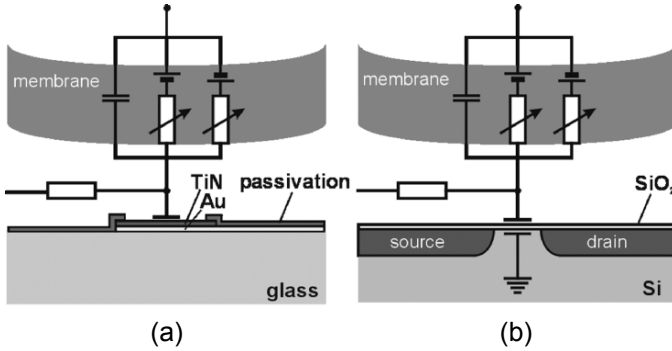 membrane
TiN
Au
passivation
glass
(a)
membrane
SiO₂
source
drain
Si
(b)